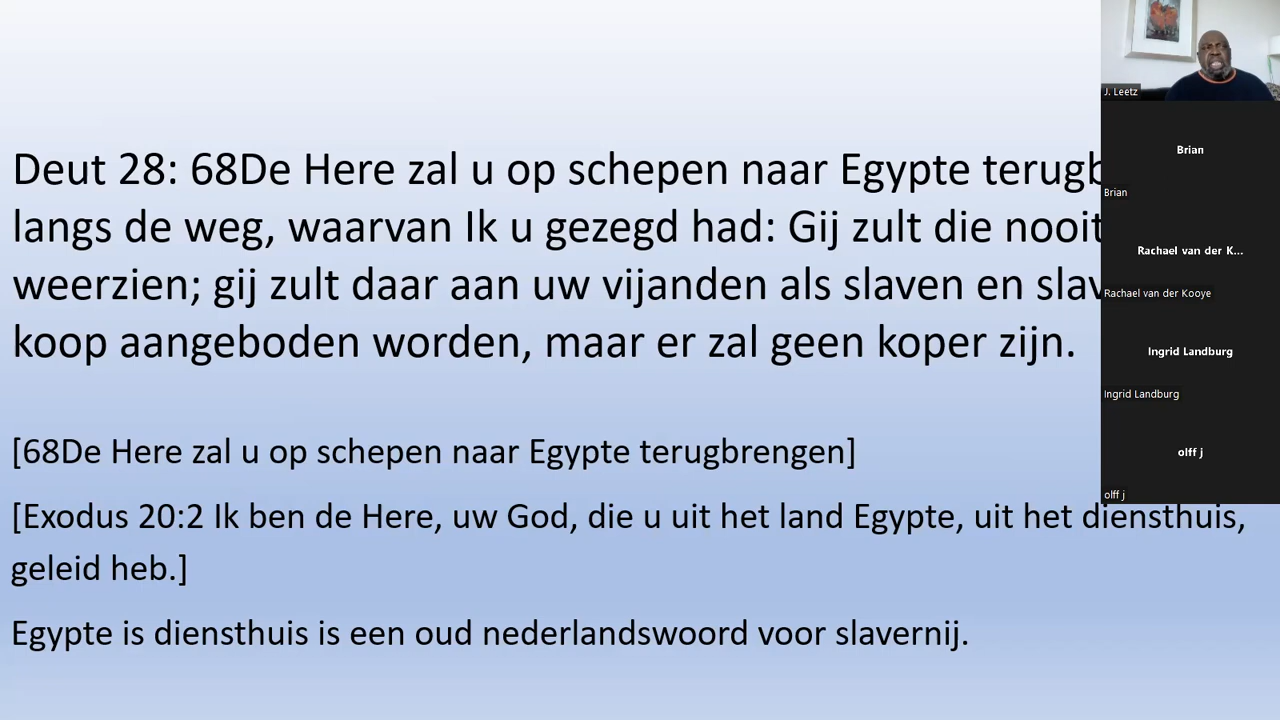 Deut 28: 68De Here zal u op schepen naar Egypte
langs de weg, waarvan Ik u gezegd had: Gij zult die nooit
weerzien; gij zult daar aan uw vijanden als slaven en
koop aangeboden worden, maar er zal geen koper zijn.
[68De Here zal u op schepen naar Egypte terugbrengen]
[Exodus 20:2 Ik ben de Here, uw God, die u uit het land Egypte, uit het diensthuis,
geleid heb.]
Egypte is diensthuis is een oud nederlandswoord voor slavernij.
J. Leetz
Brian
Brian
Rachael van der K...
Rachael van der Kooye
Ingrid Landburg
Ingrid Landburg
olff j
olff j